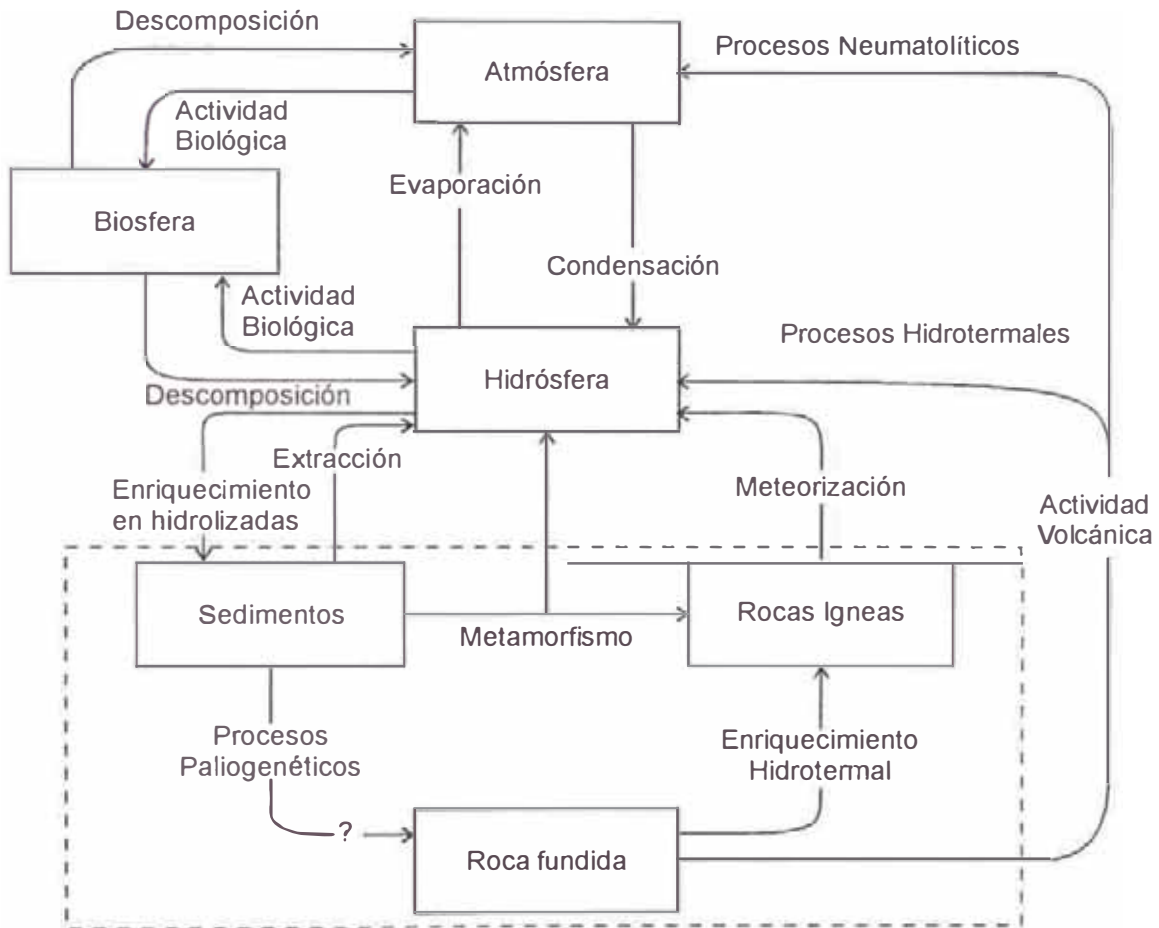 Descomposición
Procesos Neumatolíticos
Atmósfera
Actividad
Biológica
Evaporación
Biosfera
Condensación
Actividad
Biológica
Procesos Hidrotermales
Hidrósfera
Descomposición
Extracción
Meteorización
Enriquecimiento
en hidrolizadas
Actividad
Volcánica
Sedimentos
Rocas Igneas
Metamorfismo
Procesos
Paliogenéticos
Enriquecimiento
Hidrotermal
?
Roca fundida